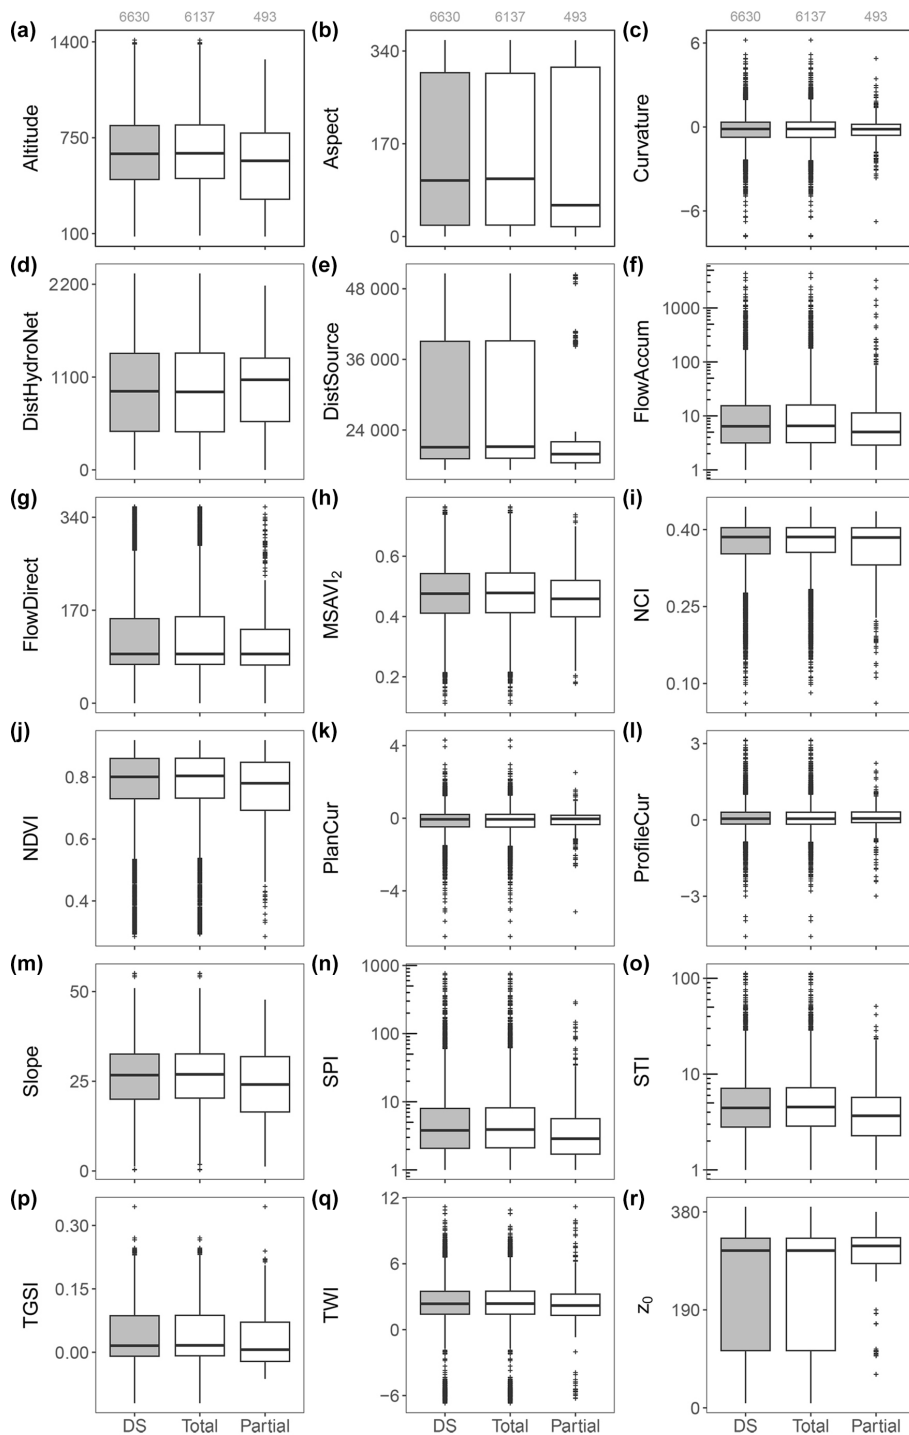 6630 6137 493 6630 6137 493 6630 6137 493
(a) (b) (c)
Altitude 1400 750 100
Aspect 340 170 0
Curvature 6 0 −6
(d) (e) (f)
DistHydroNet 2200 1100 0
DistSource 48 000 36 000 24 000
FlowAccum 1000 100 10 1
(g) (h) (i)
FlowDirect 340 170 0
MSAVI₂ 0.6 0.4 0.2
NCI 0.40 0.25 0.10
(j) (k) (l)
NDVI 0.8 0.6 0.4
PlanCur 4 0 −4
ProfileCur 3 0 −3
(m) (n) (o)
Slope 50 25 0
SPI 1000 100 10 1
STI 100 10 1
(p) (q) (r)
TGSI 0.30 0.15 0.00
TWI 12 6 0 −6
z₀ 380 190 0
DS Total Partial DS Total Partial DS Total Partial